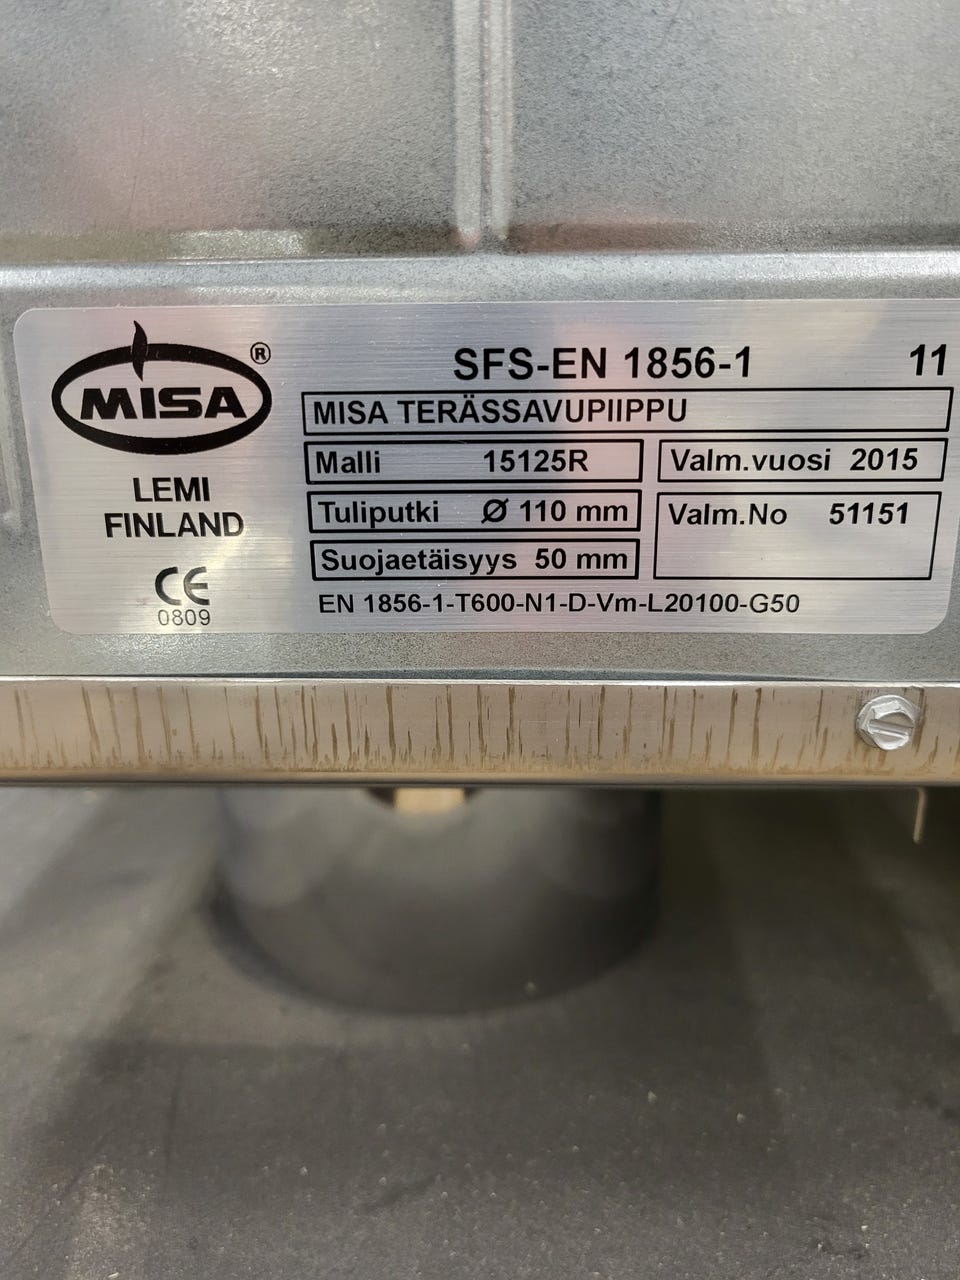 MISA ®
LEMI
FINLAND
CE
0809
SFS-EN 1856-1 11
MISA TERÄSSAVUPIIPPU
Malli 15125R
Valm.vuosi 2015
Tuliputki Ø 110 mm
Valm.No 51151
Suojaetäisyys 50 mm
EN 1856-1-T600-N1-D-Vm-L20100-G50